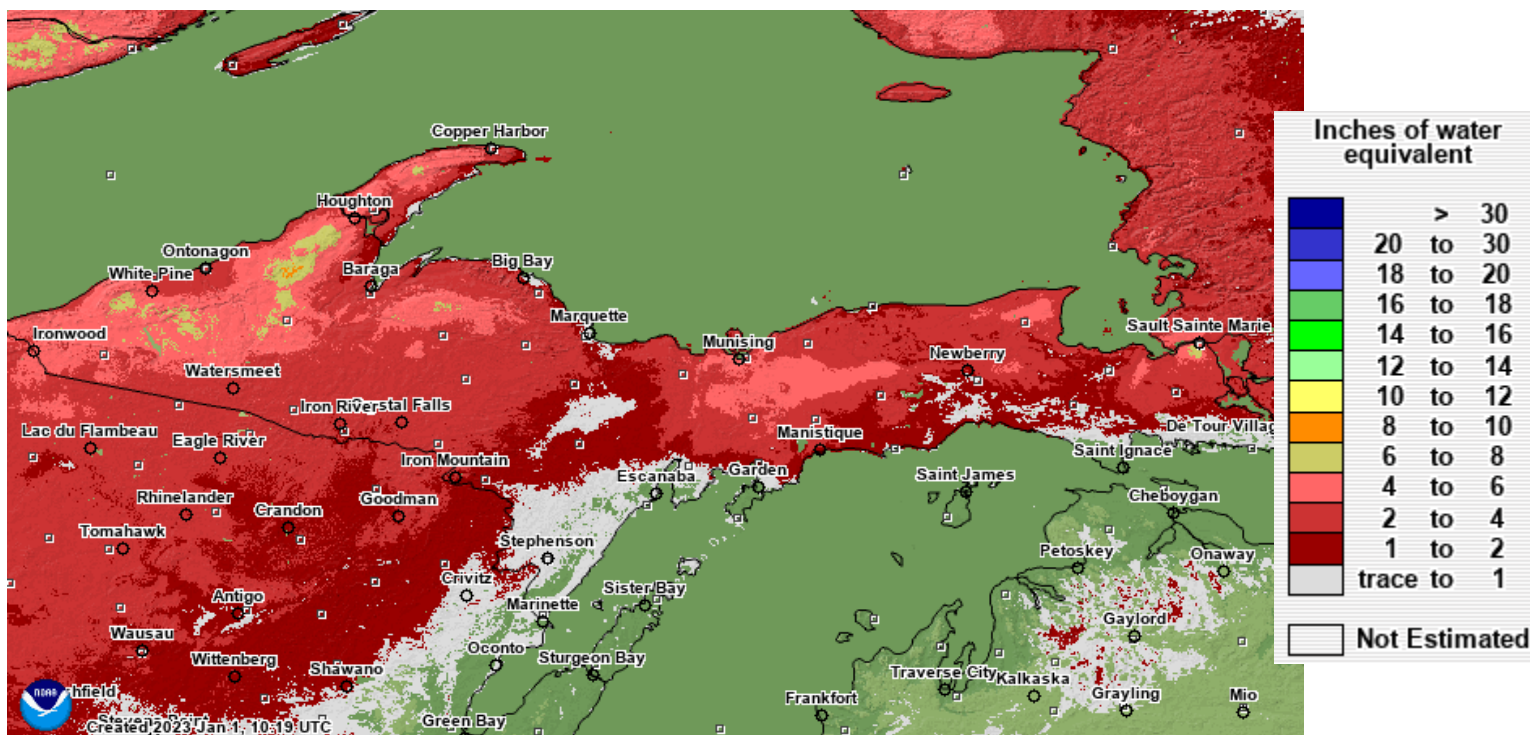 Copper Harbor
Inches of water
equivalent
Houghton
> 30
Ontonagon
20 to 30
White Pine
Baraga
Big Bay
18 to 20
16 to 18
Ironwood
Marquette
Sault Sainte Marie
14 to 16
Munising
Newberry
Watersmeet
12 to 14
10 to 12
Iron River
Crystal Falls
Lac du Flambeau
Eagle River
Manistique
De Tour Villag
8 to 10
Iron Mountain
Saint Ignace
6 to 8
Escanaba
Garden
Saint James
Rhinelander
Goodman
Cheboygan
4 to 6
Crandon
Tomahawk
2 to 4
Stephenson
Petoskey
Onaway
1 to 2
Crivitz
trace to 1
Antigo
Marinette
Sister Bay
Gaylord
Wausau
Not Estimated
Wittenberg
Shawano
Oconto
Sturgeon Bay
Traverse City
Kalkaska
NOAA
shfield
Frankfort
Grayling
Mio
Green Bay
Created 2023 Jan 1, 10:19 UTC